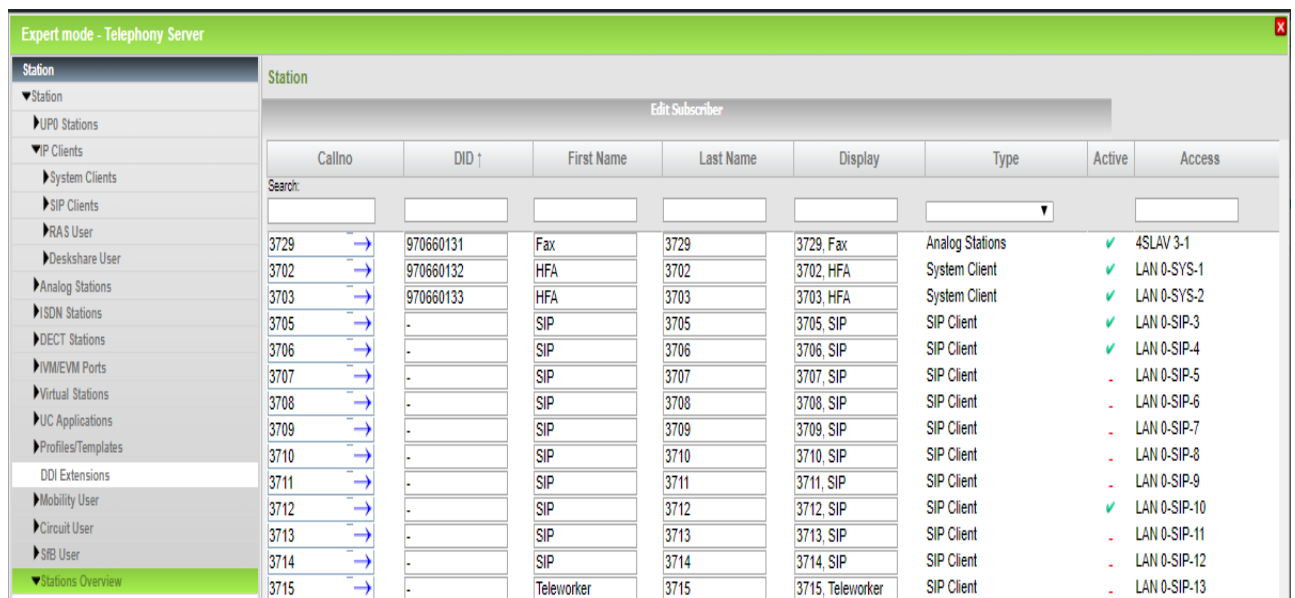 Expert mode - Telephony Server
X
Station
▼Station
▶UP0 Stations
▼IP Clients
▶System Clients
▶SIP Clients
▶RAS User
▶Deskshare User
▶Analog Stations
▶ISDN Stations
▶DECT Stations
▶IVM/EVM Ports
▶Virtual Stations
▶UC Applications
▶Profiles/Templates
DDI Extensions
▶Mobility User
▶Circuit User
▶SfB User
▼Stations Overview
Station
Edit Subscriber
Callno DID ↑ First Name Last Name Display Type Active Access
Search:
3729 → 970660131 Fax 3729 3729, Fax Analog Stations ✔ 4SLAV 3-1
3702 → 970660132 HFA 3702 3702, HFA System Client ✔ LAN 0-SYS-1
3703 → 970660133 HFA 3703 3703, HFA System Client ✔ LAN 0-SYS-2
3705 → - SIP 3705 3705, SIP SIP Client ✔ LAN 0-SIP-3
3706 → - SIP 3706 3706, SIP SIP Client ✔ LAN 0-SIP-4
3707 → - SIP 3707 3707, SIP SIP Client - LAN 0-SIP-5
3708 → - SIP 3708 3708, SIP SIP Client - LAN 0-SIP-6
3709 → - SIP 3709 3709, SIP SIP Client - LAN 0-SIP-7
3710 → - SIP 3710 3710, SIP SIP Client - LAN 0-SIP-8
3711 → - SIP 3711 3711, SIP SIP Client - LAN 0-SIP-9
3712 → - SIP 3712 3712, SIP SIP Client ✔ LAN 0-SIP-10
3713 → - SIP 3713 3713, SIP SIP Client - LAN 0-SIP-11
3714 → - SIP 3714 3714, SIP SIP Client - LAN 0-SIP-12
3715 → - Teleworker 3715 3715, Teleworker SIP Client - LAN 0-SIP-13